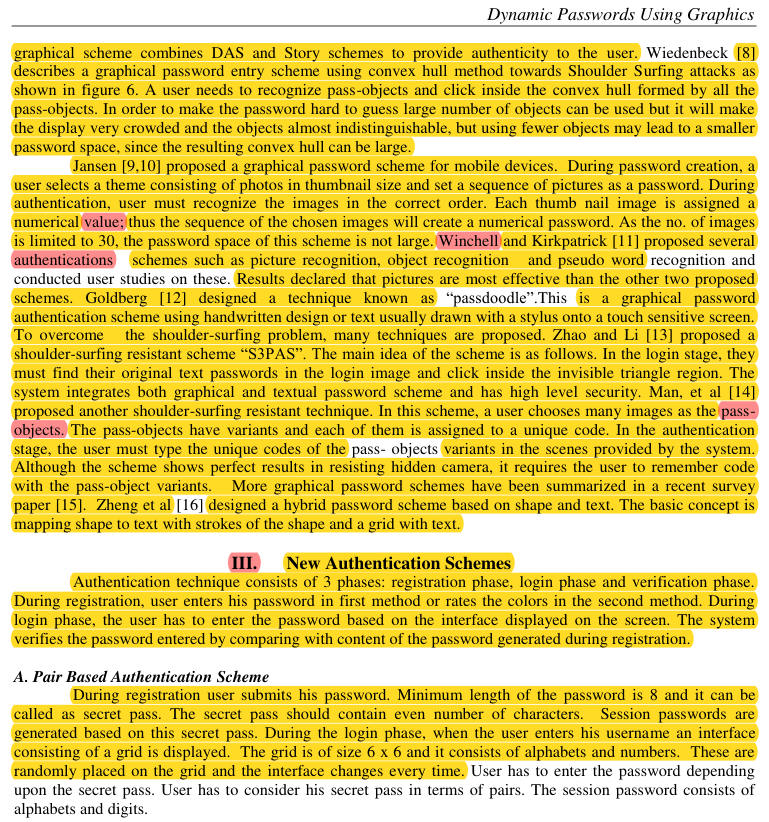 Dynamic Passwords Using Graphics
graphical scheme combines DAS and Story schemes to provide authenticity to the user. Wiedenbeck [8]
describes a graphical password entry scheme using convex hull method towards Shoulder Surfing attacks as
shown in figure 6. A user needs to recognize pass-objects and click inside the convex hull formed by all the
pass-objects. In order to make the password hard to guess large number of objects can be used but it will make
the display very crowded and the objects almost indistinguishable, but using fewer objects may lead to a smaller
password space, since the resulting convex hull can be large.
Jansen [9,10] proposed a graphical password scheme for mobile devices. During password creation, a
user selects a theme consisting of photos in thumbnail size and set a sequence of pictures as a password. During
authentication, user must recognize the images in the correct order. Each thumb nail image is assigned a
numerical value; thus the sequence of the chosen images will create a numerical password. As the no. of images
is limited to 30, the password space of this scheme is not large. Winchell and Kirkpatrick [11] proposed several
authentications schemes such as picture recognition, object recognition and pseudo word recognition and
conducted user studies on these. Results declared that pictures are most effective than the other two proposed
schemes. Goldberg [12] designed a technique known as “passdoodle”.This is a graphical password
authentication scheme using handwritten design or text usually drawn with a stylus onto a touch sensitive screen.
To overcome the shoulder-surfing problem, many techniques are proposed. Zhao and Li [13] proposed a
shoulder-surfing resistant scheme “S3PAS”. The main idea of the scheme is as follows. In the login stage, they
must find their original text passwords in the login image and click inside the invisible triangle region. The
system integrates both graphical and textual password scheme and has high level security. Man, et al [14]
proposed another shoulder-surfing resistant technique. In this scheme, a user chooses many images as the pass-
objects. The pass-objects have variants and each of them is assigned to a unique code. In the authentication
stage, the user must type the unique codes of the pass- objects variants in the scenes provided by the system.
Although the scheme shows perfect results in resisting hidden camera, it requires the user to remember code
with the pass-object variants. More graphical password schemes have been summarized in a recent survey
paper [15]. Zheng et al [16] designed a hybrid password scheme based on shape and text. The basic concept is
mapping shape to text with strokes of the shape and a grid with text.
III. New Authentication Schemes
Authentication technique consists of 3 phases: registration phase, login phase and verification phase.
During registration, user enters his password in first method or rates the colors in the second method. During
login phase, the user has to enter the password based on the interface displayed on the screen. The system
verifies the password entered by comparing with content of the password generated during registration.
A. Pair Based Authentication Scheme
During registration user submits his password. Minimum length of the password is 8 and it can be
called as secret pass. The secret pass should contain even number of characters. Session passwords are
generated based on this secret pass. During the login phase, when the user enters his username an interface
consisting of a grid is displayed. The grid is of size 6 x 6 and it consists of alphabets and numbers. These are
randomly placed on the grid and the interface changes every time. User has to enter the password depending
upon the secret pass. User has to consider his secret pass in terms of pairs. The session password consists of
alphabets and digits.